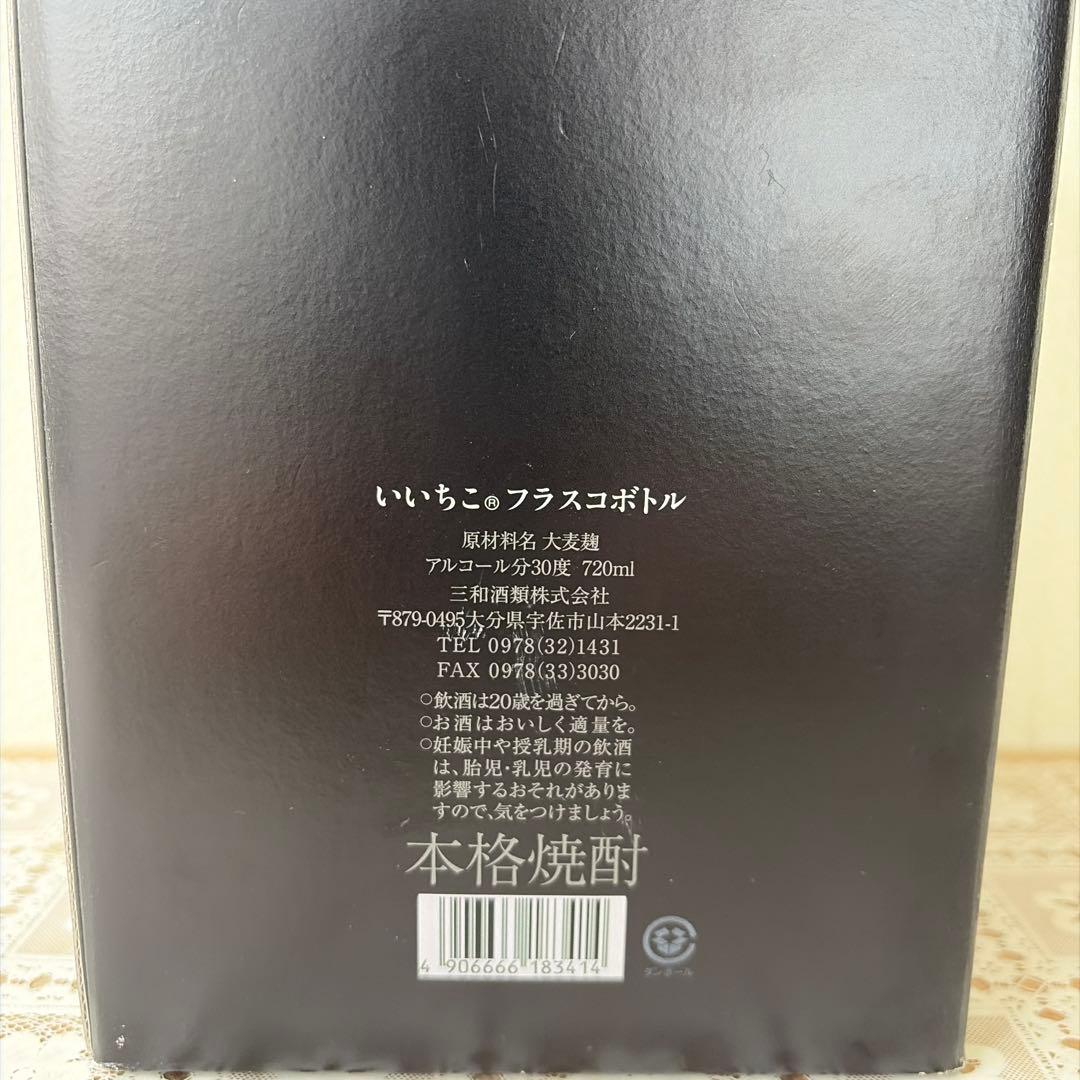 いいちこ®フラスコボトル
原材料名 大麦麹
アルコール分30度 720ml
三和酒類株式会社
〒879-0495大分県宇佐市山本2231-1
TEL 0978(32)1431
FAX 0978(33)3030
○飲酒は20歳を過ぎてから。
○お酒はおいしく適量を。
○妊娠中や授乳期の飲酒
は、胎児・乳児の発育に
影響するおそれがありま
すので、気をつけましょう。
本格焼酎
4 906666 183414
ダンボール